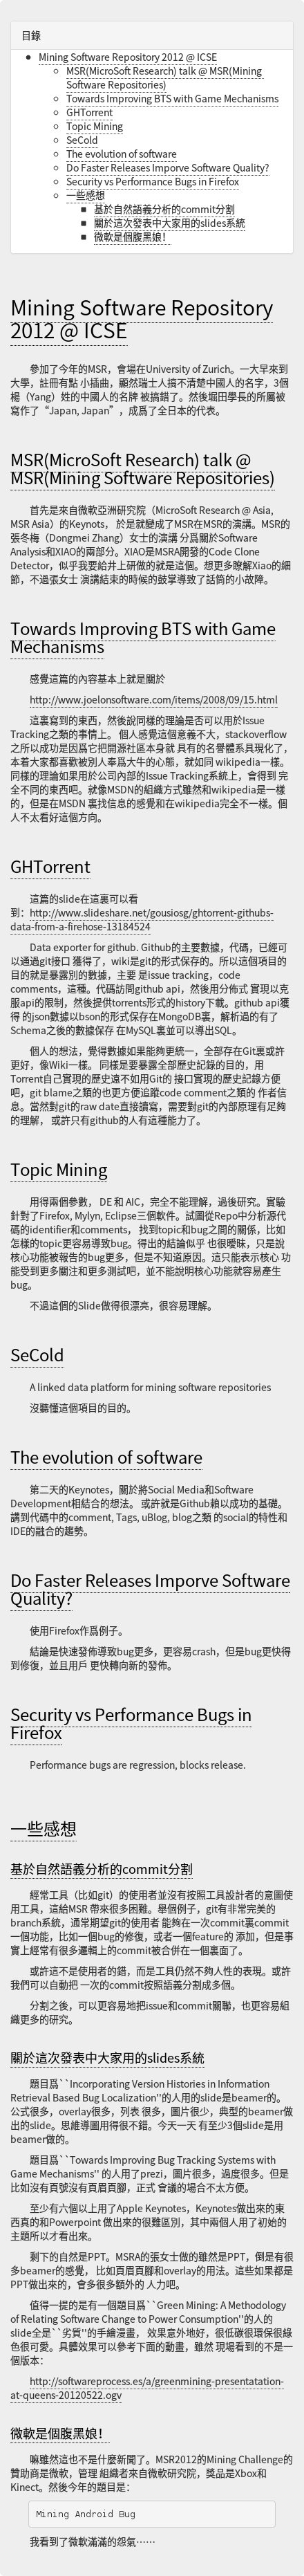 目錄
Mining Software Repository 2012 @ ICSE
MSR(MicroSoft Research) talk @ MSR(Mining
Software Repositories)
Towards Improving BTS with Game Mechanisms
GHTorrent
Topic Mining
SeCold
The evolution of software
Do Faster Releases Imporve Software Quality?
Security vs Performance Bugs in Firefox
一些感想
基於自然語義分析的commit分割
關於這次發表中大家用的slides系統
微軟是個腹黑娘！
Mining Software Repository
2012 @ ICSE
參加了今年的MSR，會場在University of Zurich。一大早來到
大學，註冊有點 小插曲，顯然瑞士人搞不清楚中國人的名字，3個
楊（Yang）姓的中國人的名牌 被搞錯了。然後堀田學長的所屬被
寫作了“Japan, Japan”，成爲了全日本的代表。
MSR(MicroSoft Research) talk @
MSR(Mining Software Repositories)
首先是來自微軟亞洲研究院（MicroSoft Research @ Asia,
MSR Asia）的Keynots， 於是就變成了MSR在MSR的演講。MSR的
張冬梅（Dongmei Zhang）女士的演講 分爲關於Software
Analysis和XIAO的兩部分。XIAO是MSRA開發的Code Clone
Detector，似乎我要給井上研做的就是這個。想更多瞭解Xiao的細
節，不過張女士 演講結束的時候的鼓掌導致了話筒的小故障。
Towards Improving BTS with Game
Mechanisms
感覺這篇的內容基本上就是關於
http://www.joelonsoftware.com/items/2008/09/15.html
這裏寫到的東西，然後說同樣的理論是否可以用於Issue
Tracking之類的事情上。 個人感覺這個意義不大，stackoverflow
之所以成功是因爲它把開源社區本身就 具有的名譽體系具現化了，
本着大家都喜歡被別人奉爲大牛的心態，就如同 wikipedia一樣。
同樣的理論如果用於公司內部的Issue Tracking系統上，會得到 完
全不同的東西吧。就像MSDN的組織方式雖然和wikipedia是一樣
的，但是在MSDN 裏找信息的感覺和在wikipedia完全不一樣。個
人不太看好這個方向。
GHTorrent
這篇的slide在這裏可以看
到：http://www.slideshare.net/gousiosg/ghtorrent-githubs-
data-from-a-firehose-13184524
Data exporter for github. Github的主要數據，代碼，已經可
以通過git接口 獲得了，wiki是git的形式保存的。所以這個項目的
目的就是暴露別的數據，主要 是issue tracking，code
comments，這種。代碼訪問github api，然後用分佈式 實現以克
服api的限制，然後提供torrents形式的history下載。github api獲
得 的json數據以bson的形式保存在MongoDB裏，解析過的有了
Schema之後的數據保存 在MySQL裏並可以導出SQL。
個人的想法，覺得數據如果能夠更統一，全部存在Git裏或許
更好，像Wiki一樣。 同樣是要暴露全部歷史記錄的目的，用
Torrent自己實現的歷史遠不如用Git的 接口實現的歷史記錄方便
吧，git blame之類的也更方便追蹤code comment之類的 作者信
息。當然對git的raw date直接讀寫，需要對git的內部原理有足夠
的理解， 或許只有github的人有這種能力了。
Topic Mining
用得兩個參數， DE 和 AIC，完全不能理解，過後研究。實驗
針對了Firefox, Mylyn, Eclipse三個軟件。試圖從Repo中分析源代
碼的identifier和comments， 找到topic和bug之間的關係，比如
怎樣的topic更容易導致bug。得出的結論似乎 也很曖昧，只是說
核心功能被報告的bug更多，但是不知道原因。這只能表示核心 功
能受到更多關注和更多測試吧，並不能說明核心功能就容易產生
bug。
不過這個的Slide做得很漂亮，很容易理解。
SeCold
A linked data platform for mining software repositories
沒聽懂這個項目的目的。
The evolution of software
第二天的Keynotes，關於將Social Media和Software
Development相結合的想法。 或許就是Github賴以成功的基礎。
講到代碼中的comment, Tags, uBlog, blog之類 的social的特性和
IDE的融合的趨勢。
Do Faster Releases Imporve Software
Quality?
使用Firefox作爲例子。
結論是快速發佈導致bug更多，更容易crash，但是bug更快得
到修復，並且用戶 更快轉向新的發佈。
Security vs Performance Bugs in
Firefox
Performance bugs are regression, blocks release.
一些感想
基於自然語義分析的commit分割
經常工具（比如git）的使用者並沒有按照工具設計者的意圖使
用工具，這給MSR 帶來很多困難。舉個例子，git有非常完美的
branch系統，通常期望git的使用者 能夠在一次commit裏commit
一個功能，比如一個bug的修復，或者一個feature的 添加，但是事
實上經常有很多邏輯上的commit被合併在一個裏面了。
或許這不是使用者的錯，而是工具仍然不夠人性的表現。或許
我們可以自動把 一次的commit按照語義分割成多個。
分割之後，可以更容易地把issue和commit關聯，也更容易組
織更多的研究。
關於這次發表中大家用的slides系統
題目爲``Incorporating Version Histories in Information
Retrieval Based Bug Localization''的人用的slide是beamer的。
公式很多，overlay很多，列表 很多，圖片很少，典型的beamer做
出的slide。思維導圖用得很不錯。今天一天 有至少3個slide是用
beamer做的。
題目爲``Towards Improving Bug Tracking Systems with
Game Mechanisms'' 的人用了prezi，圖片很多，過度很多。但是
比如沒有頁號沒有頁眉頁腳，正式 會議的場合不太方便。
至少有六個以上用了Apple Keynotes，Keynotes做出來的東
西真的和Powerpoint 做出來的很難區別，其中兩個人用了初始的
主題所以才看出來。
剩下的自然是PPT。MSRA的張女士做的雖然是PPT，倒是有很
多beamer的感覺， 比如頁眉頁腳和overlay的用法。這些如果都是
PPT做出來的，會多很多額外的 人力吧。
值得一提的是有一個題目爲``Green Mining: A Methodology
of Relating Software Change to Power Consumption''的人的
slide全是``劣質''的手繪漫畫， 效果意外地好，很低碳很環保很綠
色很可愛。具體效果可以參考下面的動畫，雖然 現場看到的不是一
個版本：
http://softwareprocess.es/a/greenmining-presentatation-
at-queens-20120522.ogv
微軟是個腹黑娘！
嘛雖然這也不是什麼新聞了。MSR2012的Mining Challenge的
贊助商是微軟，管理 組織者來自微軟研究院，獎品是Xbox和
Kinect。然後今年的題目是：
Mining Android Bug
我看到了微軟滿滿的怨氣⋯⋯